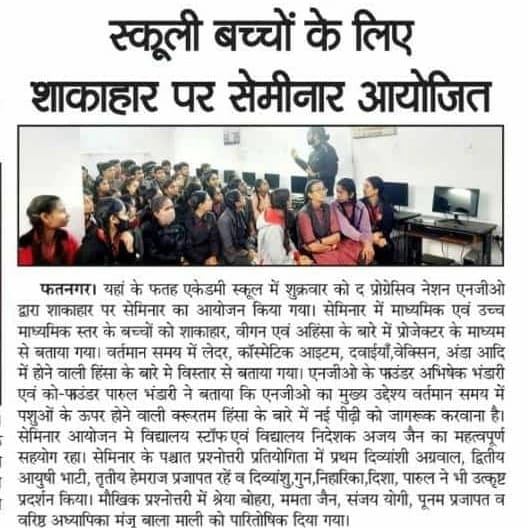 स्कूली बच्चों के लिए
शाकाहार पर सेमीनार आयोजित
फतनगर। यहां के फतह एकेडमी स्कूल में शुक्रवार को द प्रोग्रेसिव नेशन एनजीओ
द्वारा शाकाहार पर सेमिनार का आयोजन किया गया। सेमिनार में माध्यमिक एवं उच्च
माध्यमिक स्तर के बच्चों को शाकाहार, वीगन एवं अहिंसा के बारे में प्रोजेक्टर के माध्यम
से बताया गया। वर्तमान समय में लेदर, कॉस्मेटिक आइटम, दवाईयाँ,वेक्सिन, अंडा आदि
में होने वाली हिंसा के बारे मे विस्तार से बताया गया। एनजीओ के फाउंडर अभिषेक भंडारी
एवं को-फाउंडर पारुल भंडारी ने बताया कि एनजीओ का मुख्य उद्देश्य वर्तमान समय में
पशुओं के ऊपर होने वाली क्रूरतम हिंसा के बारे में नई पीढ़ी को जागरूक करवाना है।
सेमिनार आयोजन मे विद्यालय स्टॉफ एवं विद्यालय निदेशक अजय जैन का महत्वपूर्ण
सहयोग रहा। सेमिनार के पश्चात प्रश्नोत्तरी प्रतियोगिता में प्रथम दिव्यांशी अग्रवाल, द्वितीय
आयुषी भाटी, तृतीय हेमराज प्रजापत रहें व दिव्यांशु,गुन,निहारिका,दिशा, पारुल ने भी उत्कृष्ट
प्रदर्शन किया। मौखिक प्रश्नोत्तरी में श्रेया बोहरा, ममता जैन, संजय योगी, पूनम प्रजापत व
वरिष्ठ अध्यापिका मंजू बाला माली को पारितोषिक दिया गया।